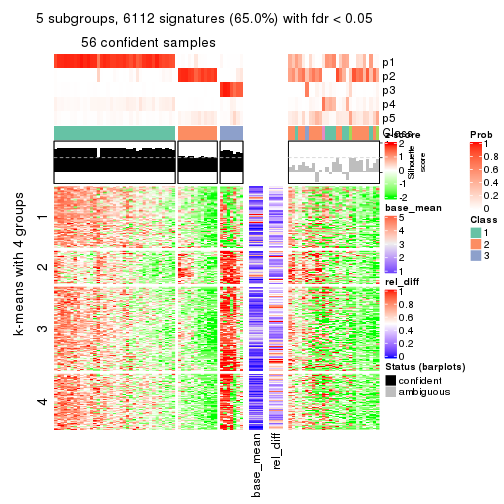 5 subgroups, 6112 signatures (65.0%) with fdr < 0.05
56 confident samples
p1
p2
p3
p4
p5
Class
Silhouette
score
k-means with 4 groups
1
2
3
4
base_mean
rel_diff
z-score
2
1
0
-1
-2
base_mean
5
4
3
2
1
rel_diff
1
0.8
0.6
0.4
0.2
0
Status (barplots)
confident
ambiguous
Prob
1
0.8
0.6
0.4
0.2
0
Class
1
2
3